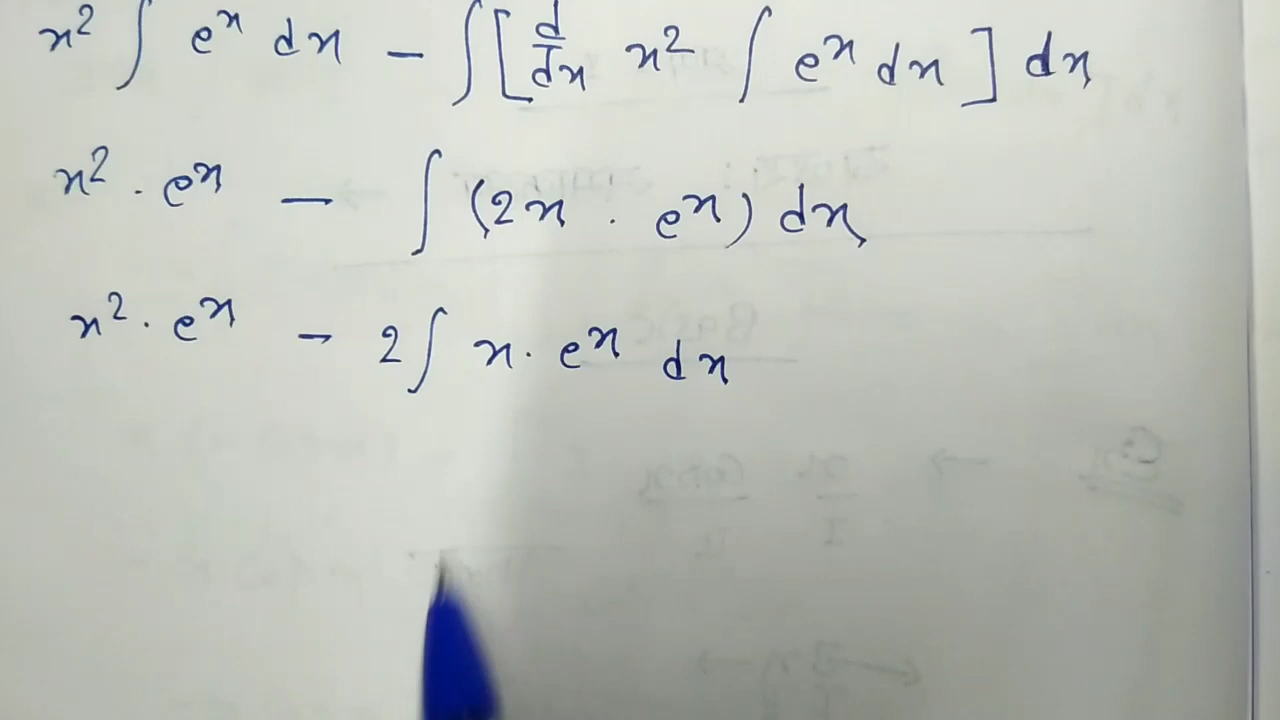 x² ∫ eˣ dx − ∫ [ d/dx x² ∫ eˣ dx ] dx
x² . eˣ − ∫ (2x . eˣ) dx
x² . eˣ − 2 ∫ x . eˣ dx